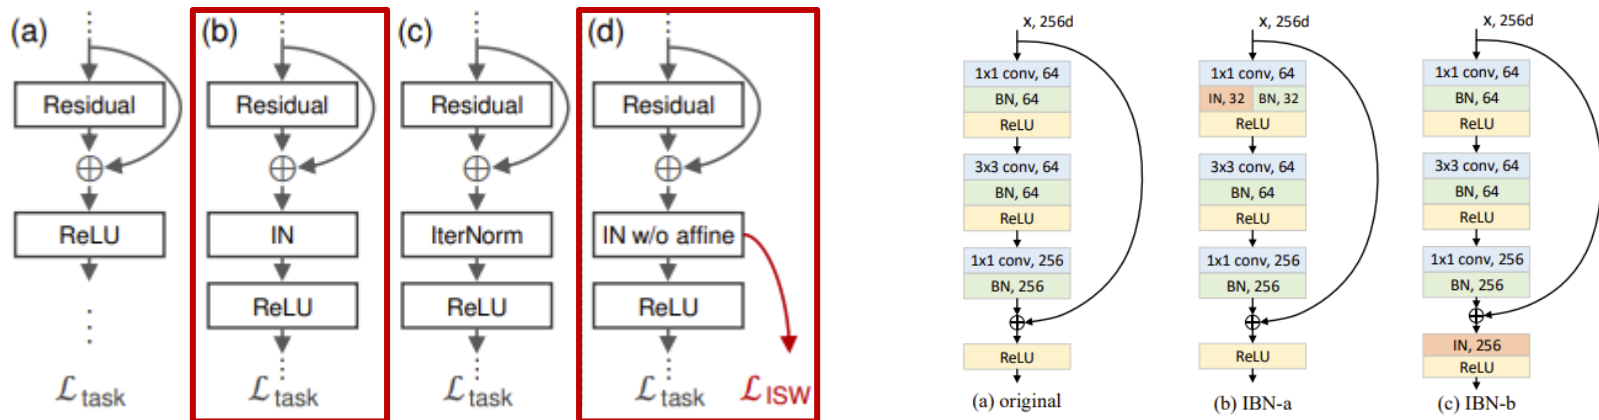 (a)
Residual
ReLU
L task
(b)
Residual
IN
ReLU
L task
(c)
Residual
IterNorm
ReLU
L task
(d)
Residual
IN w/o affine
ReLU
L task
L ISW
x, 256d
1x1 conv, 64
BN, 64
ReLU
3x3 conv, 64
BN, 64
ReLU
1x1 conv, 256
BN, 256
ReLU
(a) original
x, 256d
1x1 conv, 64
IN, 32 BN, 32
ReLU
3x3 conv, 64
BN, 64
ReLU
1x1 conv, 256
BN, 256
ReLU
(b) IBN-a
x, 256d
1x1 conv, 64
BN, 64
ReLU
3x3 conv, 64
BN, 64
ReLU
1x1 conv, 256
BN, 256
IN, 256
ReLU
(c) IBN-b